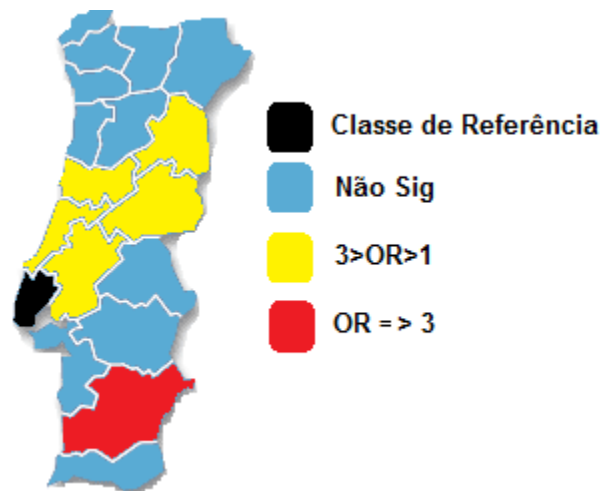 Classe de Referência
Não Sig
3>OR>1
OR = > 3